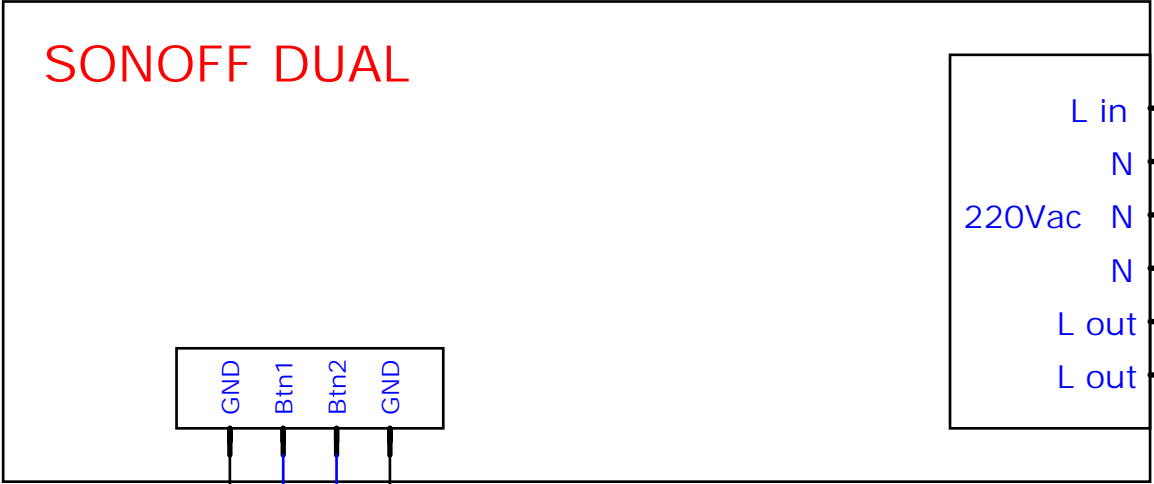 SONOFF DUAL
L in
N
220Vac N
N
L out
L out
GND
Btn1
Btn2
GND